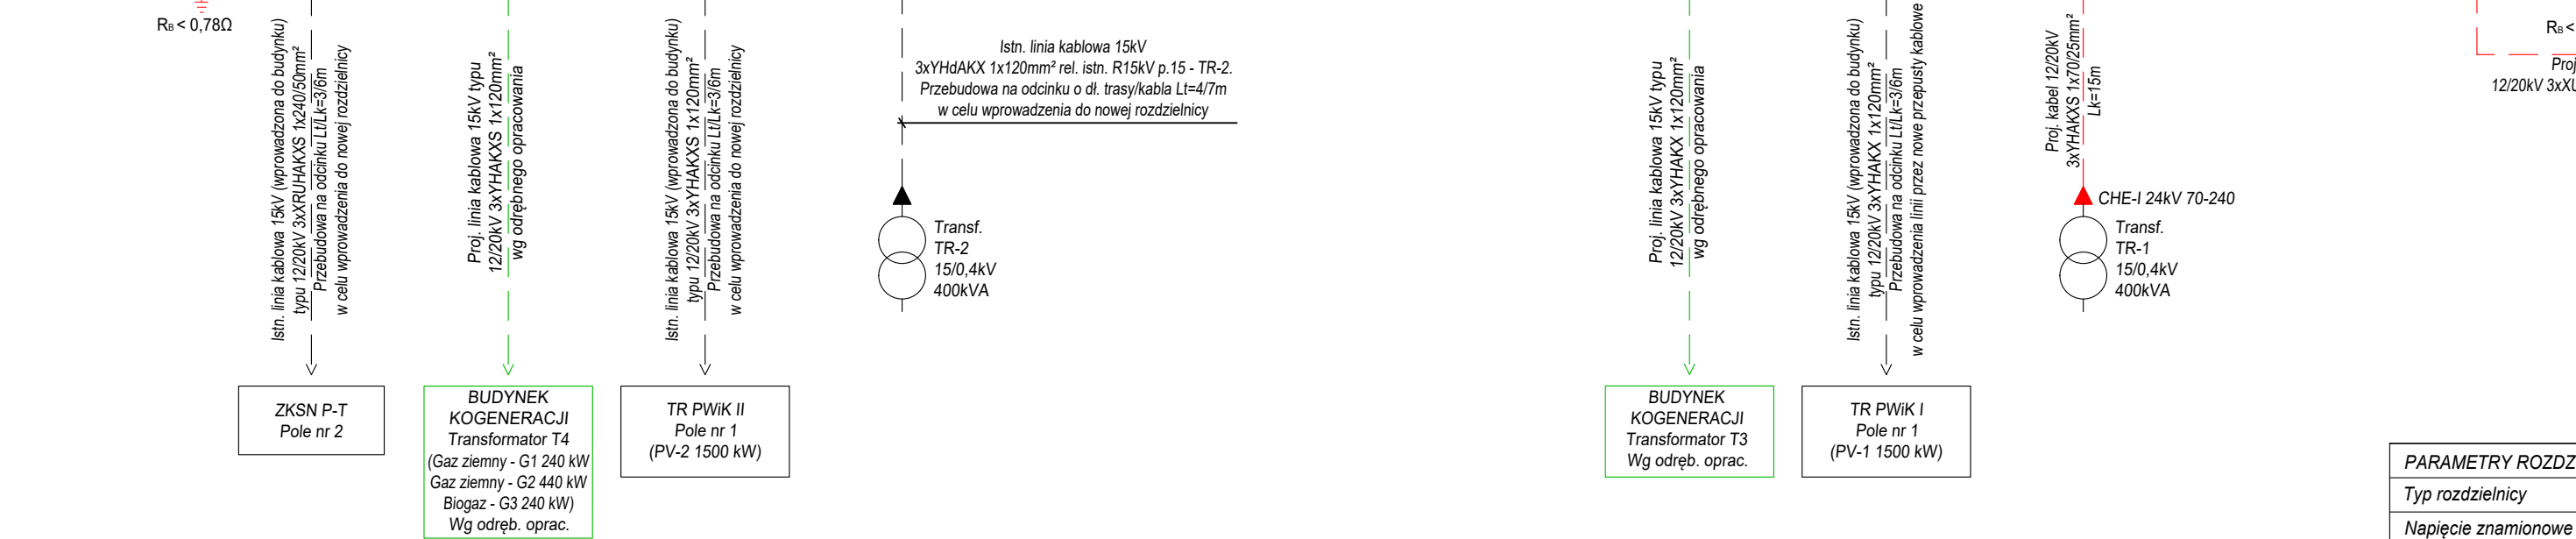 R_B < 0,78Ω
Istn. linia kablowa 15kV (wprowadzona do budynku)
typu 12/20kV 3xXRUHAKXS 1x240/50mm²
Przebudowa na odcinku Lt/Lk=3/6m
w celu wprowadzenia do nowej rozdzielnicy
ZKSN P-T
Pole nr 2
Proj. linia kablowa 15kV typu
12/20kV 3xYHAKXS 1x120mm²
wg odrębnego opracowania
BUDYNEK
KOGENERACJI
Transformator T4
(Gaz ziemny - G1 240 kW
Gaz ziemny - G2 440 kW
Biogaz - G3 240 kW)
Wg odręb. oprac.
Istn. linia kablowa 15kV (wprowadzona do budynku)
typu 12/20kV 3xYHAKXS 1x120mm²
Przebudowa na odcinku Lt/Lk=3/6m
w celu wprowadzenia do nowej rozdzielnicy
TR PWiK II
Pole nr 1
(PV-2 1500 kW)
Istn. linia kablowa 15kV
3xYHdAKX 1x120mm² rel. istn. R15kV p.15 - TR-2.
Przebudowa na odcinku o dł. trasy/kabla Lt=4/7m
w celu wprowadzenia do nowej rozdzielnicy
Transf.
TR-2
15/0,4kV
400kVA
Proj. linia kablowa 15kV typu
12/20kV 3xYHAKX 1x120mm²
wg odrębnego opracowania
BUDYNEK
KOGENERACJI
Transformator T3
Wg odręb. oprac.
Istn. linia kablowa 15kV (wprowadzona do budynku)
typu 12/20kV 3xYHAKX 1x120mm²
Przebudowa na odcinku Lt/Lk=3/6m
w celu wprowadzenia linii przez nowe przepusty kablowe
TR PWiK I
Pole nr 1
(PV-1 1500 kW)
Proj. kabel 12/20kV
3xYHAKXS 1x70/25mm²
Lk=15m
CHE-I 24kV 70-240
Transf.
TR-1
15/0,4kV
400kVA
R_B <
Proj
12/20kV 3xXU
PARAMETRY ROZDZ
Typ rozdzielnicy
Napięcie znamionowe